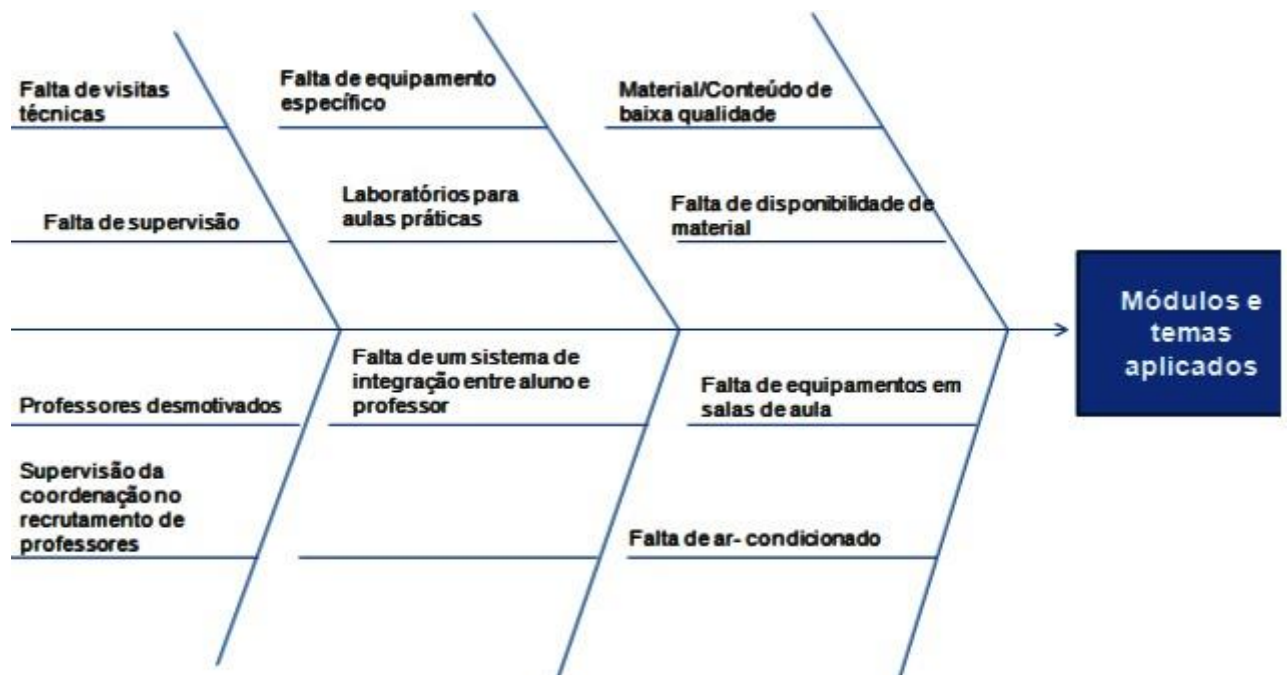 Falta de visitas
técnicas
Falta de equipamento
específico
Material/Conteúdo de
baixa qualidade
Falta de supervisão
Laboratórios para
aulas práticas
Falta de disponibilidade de
material
Módulos e
temas
aplicados
Professores desmotivados
Falta de um sistema de
integração entre aluno e
professor
Falta de equipamentos em
salas de aula
Supervisão da
coordenação no
recrutamento de
professores
Falta de ar- condicionado